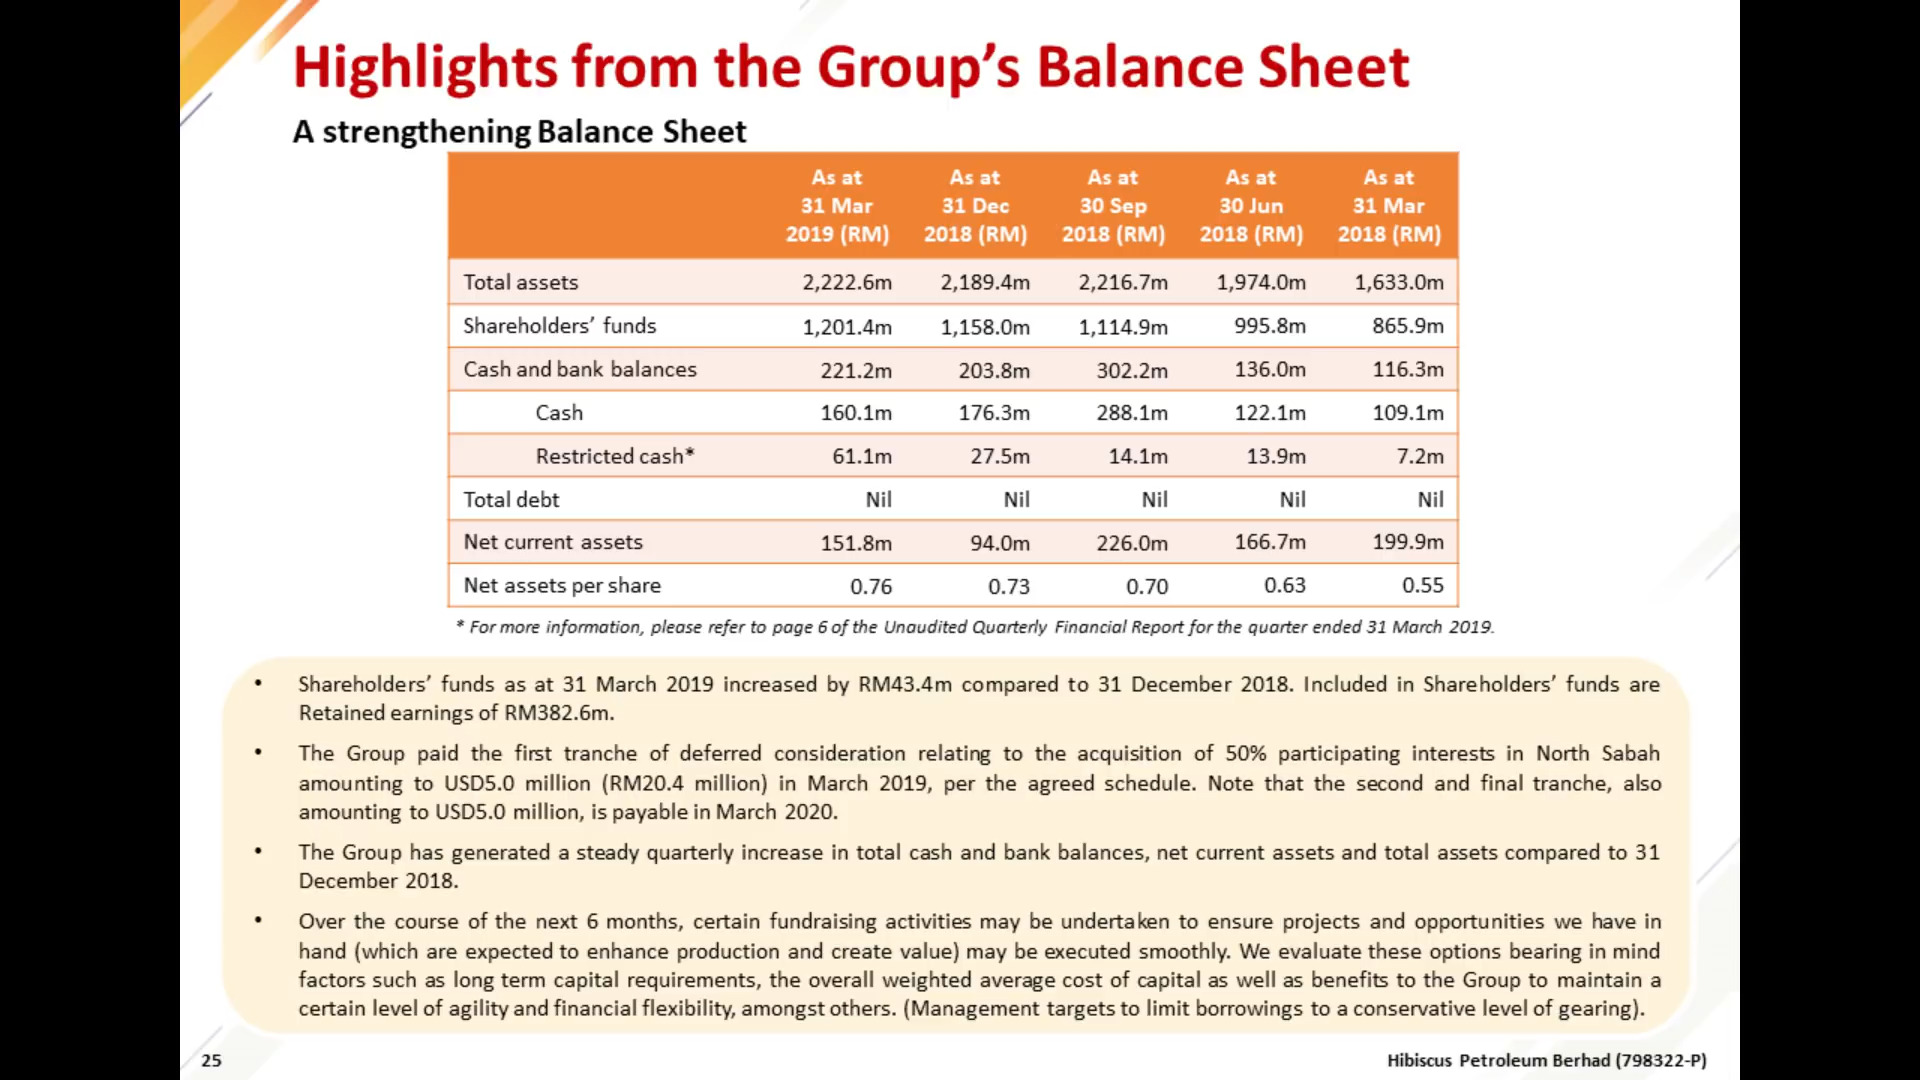 Highlights from the Group's Balance Sheet
A strengthening Balance Sheet
As at 31 Mar 2019 (RM) As at 31 Dec 2018 (RM) As at 30 Sep 2018 (RM) As at 30 Jun 2018 (RM) As at 31 Mar 2018 (RM)
Total assets 2,222.6m 2,189.4m 2,216.7m 1,974.0m 1,633.0m
Shareholders' funds 1,201.4m 1,158.0m 1,114.9m 995.8m 865.9m
Cash and bank balances 221.2m 203.8m 302.2m 136.0m 116.3m
Cash 160.1m 176.3m 288.1m 122.1m 109.1m
Restricted cash* 61.1m 27.5m 14.1m 13.9m 7.2m
Total debt Nil Nil Nil Nil Nil
Net current assets 151.8m 94.0m 226.0m 166.7m 199.9m
Net assets per share 0.76 0.73 0.70 0.63 0.55
* For more information, please refer to page 6 of the Unaudited Quarterly Financial Report for the quarter ended 31 March 2019.
• Shareholders' funds as at 31 March 2019 increased by RM43.4m compared to 31 December 2018. Included in Shareholders' funds are
Retained earnings of RM382.6m.
• The Group paid the first tranche of deferred consideration relating to the acquisition of 50% participating interests in North Sabah
amounting to USD5.0 million (RM20.4 million) in March 2019, per the agreed schedule. Note that the second and final tranche, also
amounting to USD5.0 million, is payable in March 2020.
• The Group has generated a steady quarterly increase in total cash and bank balances, net current assets and total assets compared to 31
December 2018.
• Over the course of the next 6 months, certain fundraising activities may be undertaken to ensure projects and opportunities we have in
hand (which are expected to enhance production and create value) may be executed smoothly. We evaluate these options bearing in mind
factors such as long term capital requirements, the overall weighted average cost of capital as well as benefits to the Group to maintain a
certain level of agility and financial flexibility, amongst others. (Management targets to limit borrowings to a conservative level of gearing).
25
Hibiscus Petroleum Berhad (798322-P)